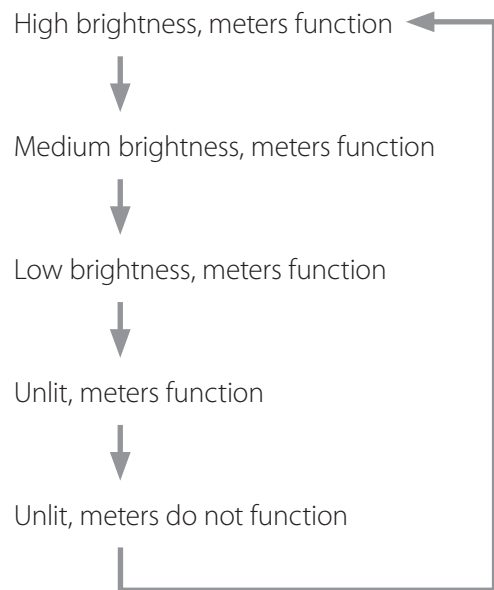 High brightness, meters function
Medium brightness, meters function
Low brightness, meters function
Unlit, meters function
Unlit, meters do not function